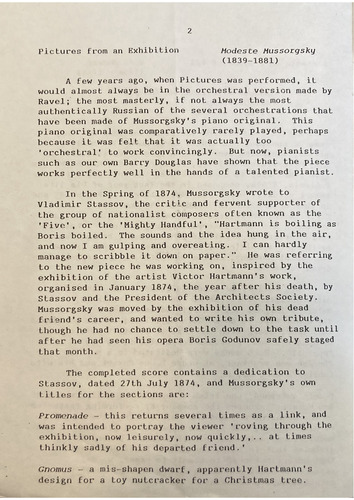 2
Pictures from an Exhibition Modeste Mussorgsky
(1839-1881)
A few years ago, when Pictures was performed, it
would almost always be in the orchestral version made by
Ravel; the most masterly, if not always the most
authentically Russian of the several orchestrations that
have been made of Mussorgsky's piano original. This
piano original was comparatively rarely played, perhaps
because it was felt that it was actually too
'orchestral' to work convincingly. But now, pianists
such as our own Barry Douglas have shown that the piece
works perfectly well in the hands of a talented pianist.
In the Spring of 1874, Mussorgsky wrote to
Vladimir Stassov, the critic and fervent supporter of
the group of nationalist composers often known as the
'Five', or the 'Mighty Handful', "Hartmann is boiling as
Boris boiled. The sounds and the idea hung in the air,
and now I am gulping and overeating. I can hardly
manage to scribble it down on paper." He was referring
to the new piece he was working on, inspired by the
exhibition of the artist Victor Hartmann's work,
organised in January 1874, the year after his death, by
Stassov and the President of the Architects Society.
Mussorgsky was moved by the exhibition of his dead
friend's career, and wanted to write his own tribute,
though he had no chance to settle down to the task until
after he had seen his opera Boris Godunov safely staged
that month.
The completed score contains a dedication to
Stassov, dated 27th July 1874, and Mussorgsky's own
titles for the sections are:
Promenade - this returns several times as a link, and
was intended to portray the viewer 'roving through the
exhibition, now leisurely, now quickly,.. at times
thinkly sadly of his departed friend.'
Gnomus - a mis-shapen dwarf, apparently Hartmann's
design for a toy nutcracker for a Christmas tree.